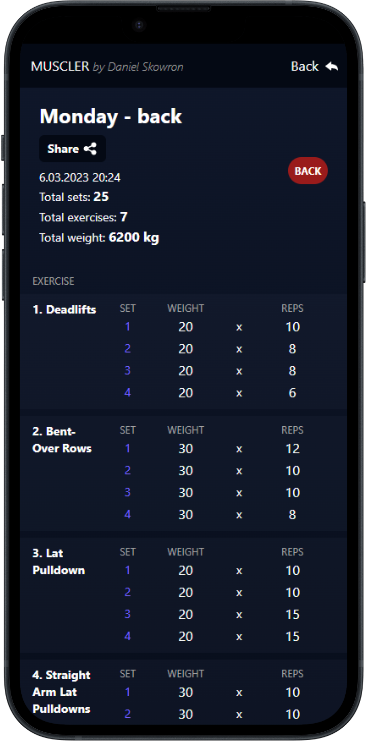 MUSCLER by Daniel Skowron Back
Monday - back
Share
6.03.2023 20:24
BACK
Total sets: 25
Total exercises: 7
Total weight: 6200 kg
EXERCISE
1. Deadlifts SET WEIGHT REPS
1 20 x 10
2 20 x 8
3 20 x 8
4 20 x 6
2. Bent- SET WEIGHT REPS
Over Rows 1 30 x 12
2 30 x 10
3 30 x 10
4 30 x 8
3. Lat SET WEIGHT REPS
Pulldown 1 20 x 10
2 20 x 10
3 20 x 15
4 20 x 15
4. Straight SET WEIGHT REPS
Arm Lat 1 30 x 10
Pulldowns 2 30 x 10